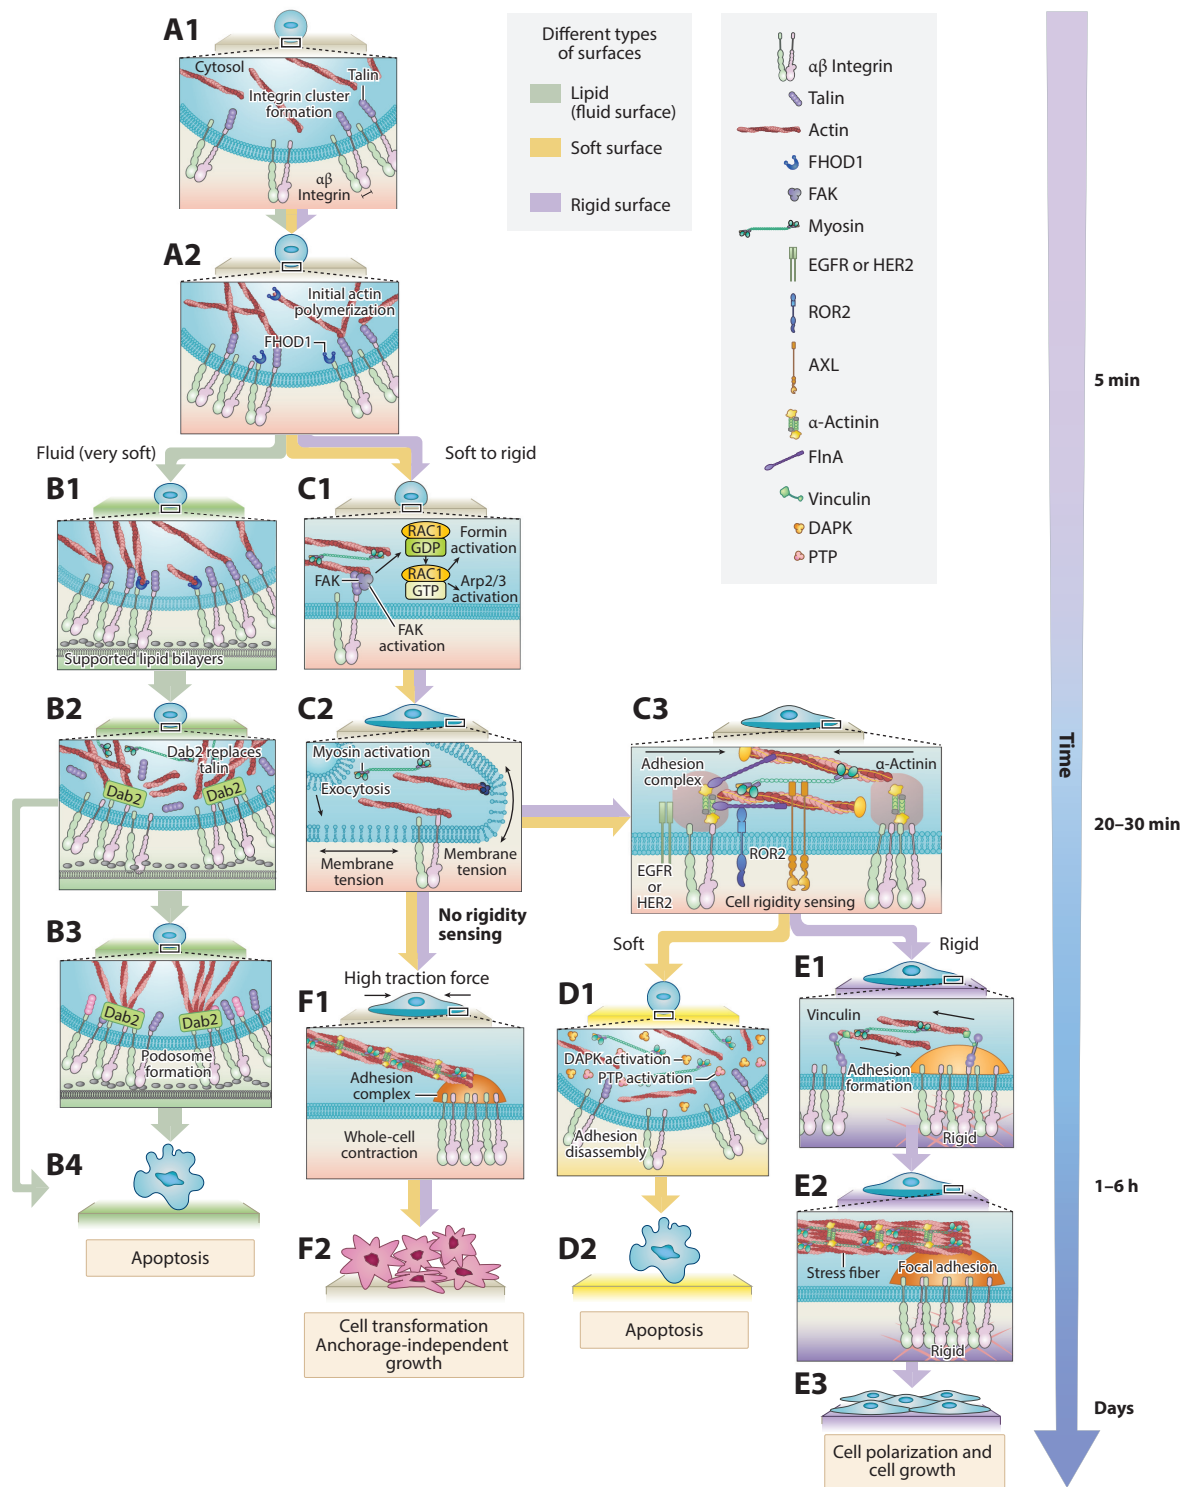 A1
Cytosol
Talin
Integrin cluster
formation
αβ
Integrin
Different types
of surfaces
Lipid
(fluid surface)
Soft surface
Rigid surface
αβ Integrin
Talin
Actin
FHOD1
FAK
Myosin
EGFR or HER2
ROR2
AXL
α-Actinin
FlnA
Vinculin
DAPK
PTP
A2
Initial actin
polymerization
FHOD1
5 min
Fluid (very soft)
Soft to rigid
B1
Supported lipid bilayers
C1
RAC1
GDP
Formin
activation
FAK
RAC1
GTP
Arp2/3
activation
FAK
activation
B2
Dab2 replaces
talin
Dab2
Dab2
C2
Myosin activation
Exocytosis
Membrane
tension
Membrane
tension
C3
Adhesion
complex
α-Actinin
ROR2
EGFR
or
HER2
Cell rigidity sensing
Time
20–30 min
No rigidity
sensing
Soft
Rigid
B3
Dab2
Dab2
Podosome
formation
High traction force
F1
Adhesion
complex
Whole-cell
contraction
D1
DAPK activation
PTP activation
Adhesion
disassembly
E1
Vinculin
Adhesion
formation
Rigid
B4
Apoptosis
1–6 h
F2
Cell transformation
Anchorage-independent
growth
D2
Apoptosis
E2
Stress fiber
Focal adhesion
Rigid
E3
Days
Cell polarization and
cell growth